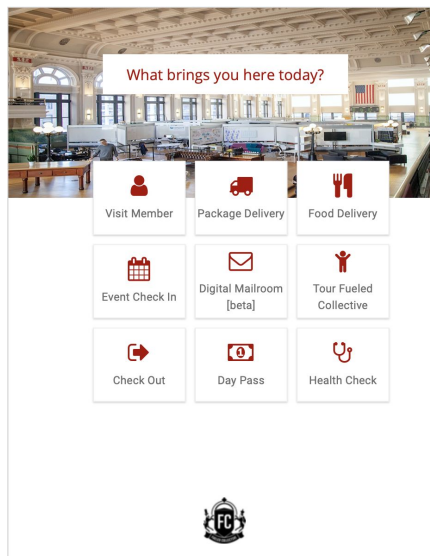 What brings you here today?
Visit Member
Package Delivery
Food Delivery
Event Check In
Digital Mailroom
[beta]
Tour Fueled
Collective
Check Out
1
Day Pass
Health Check
FC